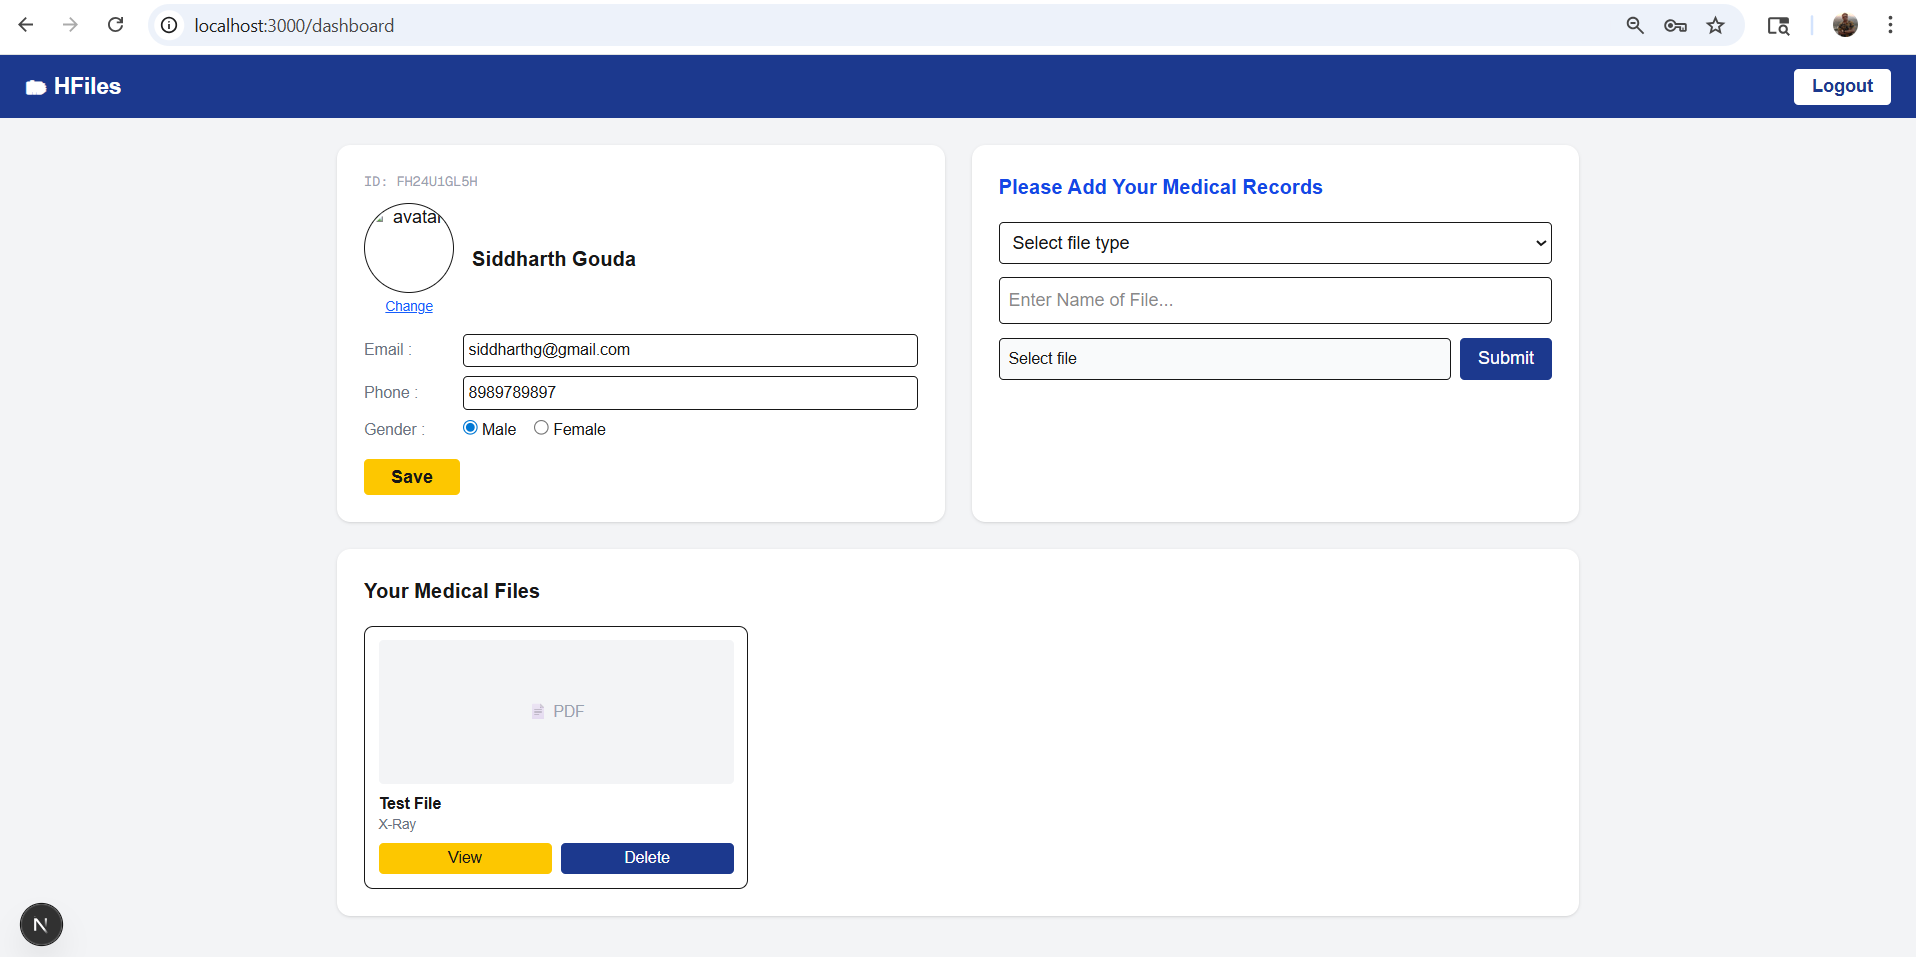 localhost:3000/dashboard
HFiles
Logout
ID: FH24U1GL5H
avatar
Siddharth Gouda
Change
Email :
siddharthg@gmail.com
Phone :
8989789897
Gender :
Male
Female
Save
Please Add Your Medical Records
Select file type
Enter Name of File...
Select file
Submit
Your Medical Files
PDF
Test File
X-Ray
View
Delete
N